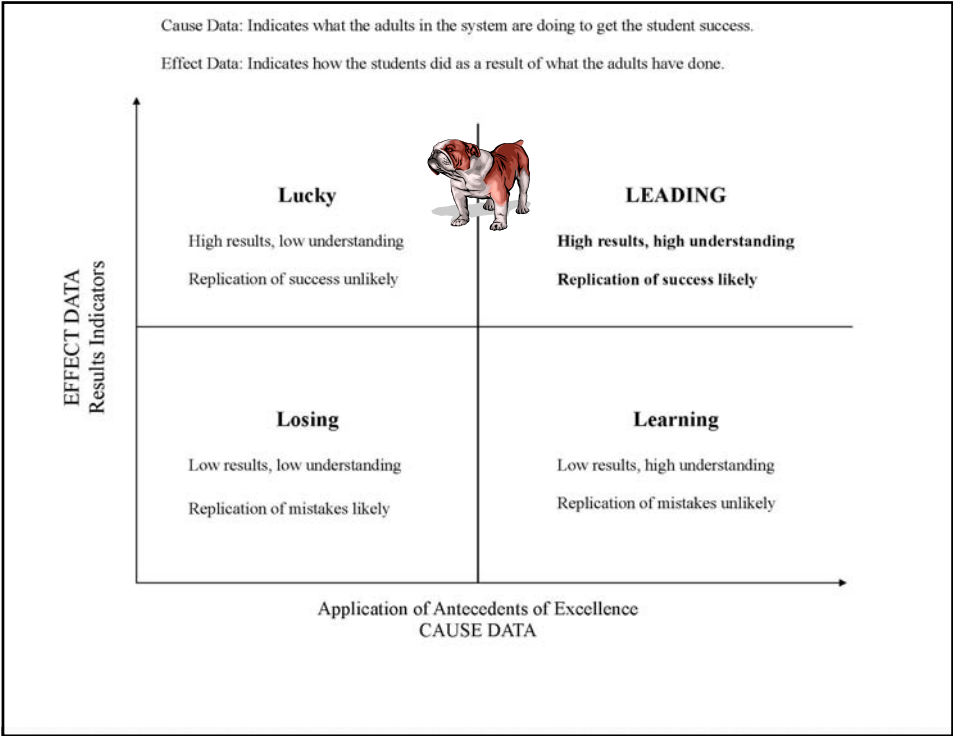 Cause Data: Indicates what the adults in the system are doing to get the student success.
Effect Data: Indicates how the students did as a result of what the adults have done.
Lucky
High results, low understanding
Replication of success unlikely
LEADING
High results, high understanding
Replication of success likely
EFFECT DATA
Results Indicators
Losing
Low results, low understanding
Replication of mistakes likely
Learning
Low results, high understanding
Replication of mistakes unlikely
Application of Antecedents of Excellence
CAUSE DATA